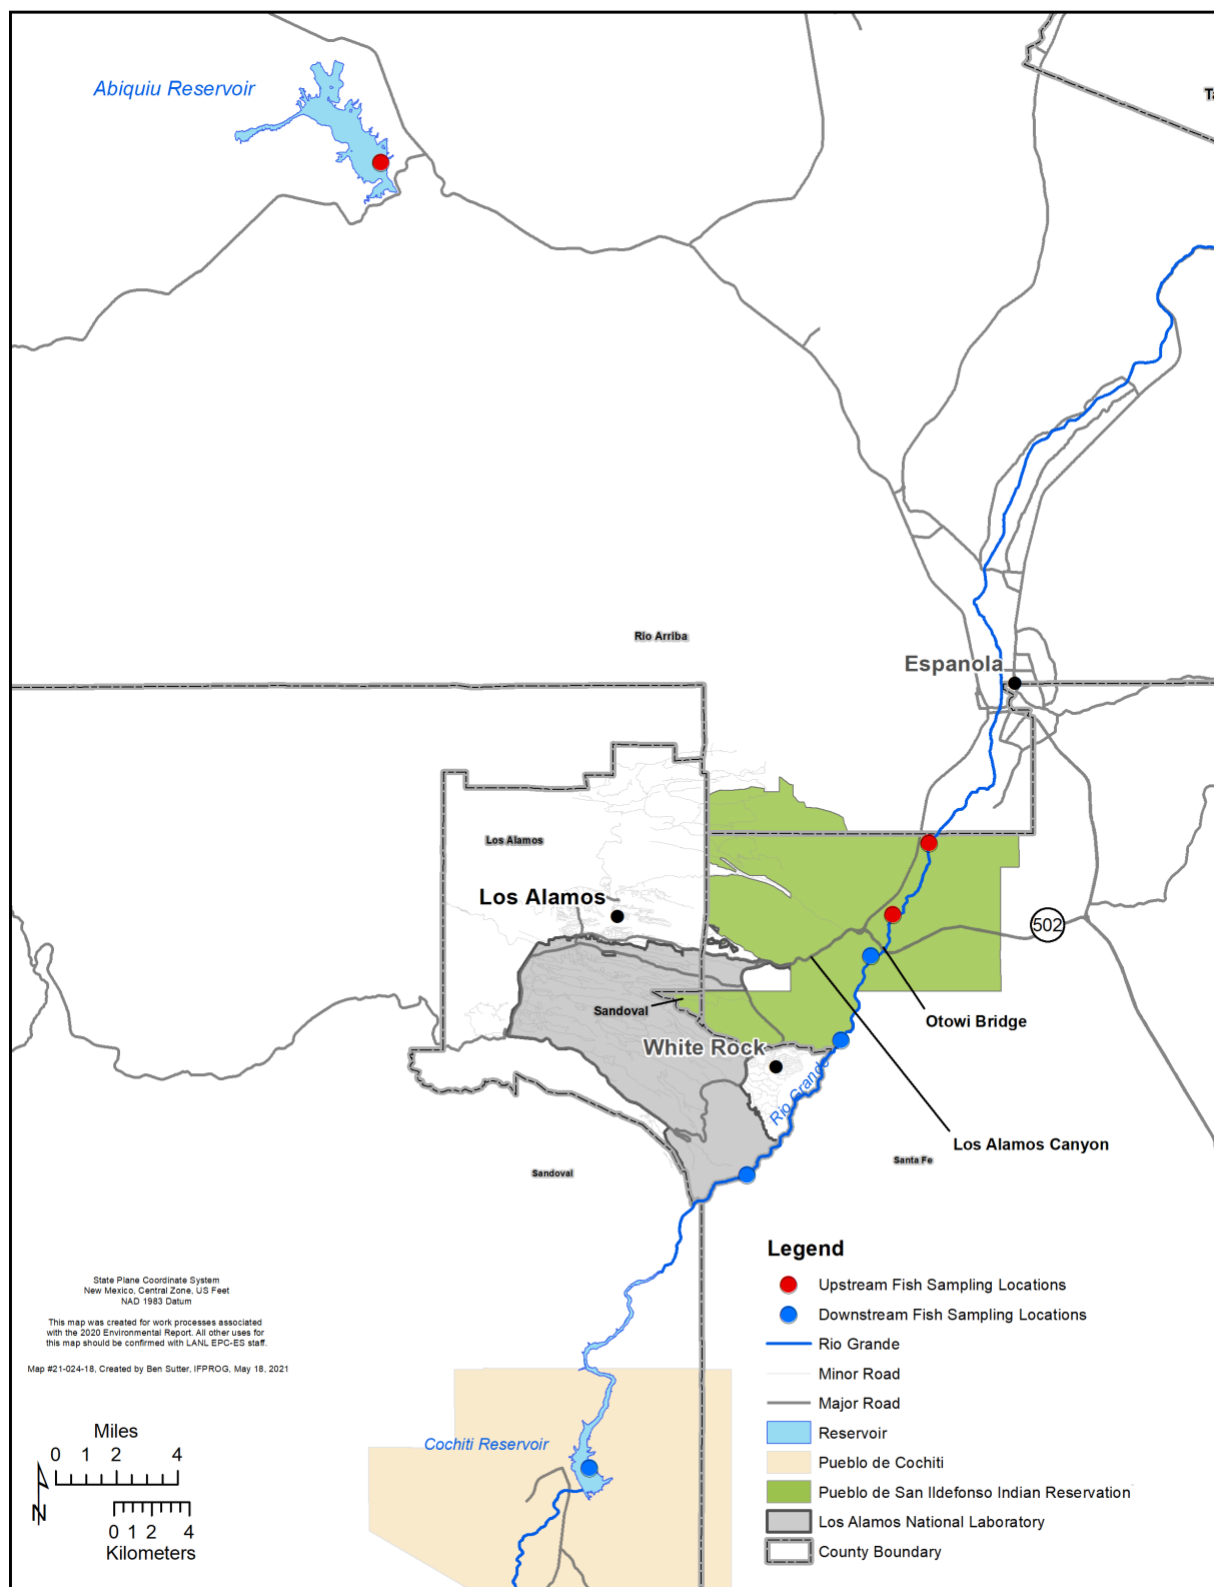 Abiquiu Reservoir
Ta
Rio Arriba
Espanola
Los Alamos
Los Alamos
502
Sandoval
Otowi Bridge
White Rock
Rio Grande
Los Alamos Canyon
Santa Fe
Sandoval
Legend
Upstream Fish Sampling Locations
Downstream Fish Sampling Locations
Rio Grande
Minor Road
Major Road
Reservoir
Pueblo de Cochiti
Pueblo de San Ildefonso Indian Reservation
Los Alamos National Laboratory
County Boundary
State Plane Coordinate System
New Mexico, Central Zone, US Feet
NAD 1983 Datum
This map was created for work processes associated
with the 2020 Environmental Report. All other uses for
this map should be confirmed with LANL EPC-ES staff.
Map #21-024-18, Created by Ben Sutter, IFPROG, May 18, 2021
Cochiti Reservoir
Miles
0 1 2 4
N
0 1 2 4
Kilometers